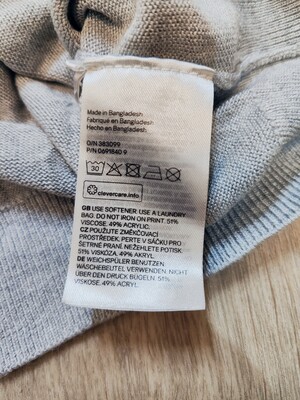 Made in Bangladesh
Fabriqué en Bangladesh
Hecho en Bangladesh
O/N 383099
P/N 0691840 9
30
clevercare.info
GB USE SOFTENER. USE A LAUNDRY
BAG. DO NOT IRON ON PRINT. 51%
VISCOSE, 49% ACRYLIC.
CZ POUŽIJTE ZMĚKČOVACÍ
PROSTŘEDEK. PERTE V SÁČKU PRO
ŠETRNÉ PRANÍ. NEŽEHLETE POTISK.
51% VISKÓZA, 49% AKRYL.
DE WEICHSPÜLER BENUTZEN.
WÄSCHEBEUTEL VERWENDEN. NICHT
ÜBER DEN DRUCK BÜGELN. 51%
VISKOSE, 49% ACRYL.